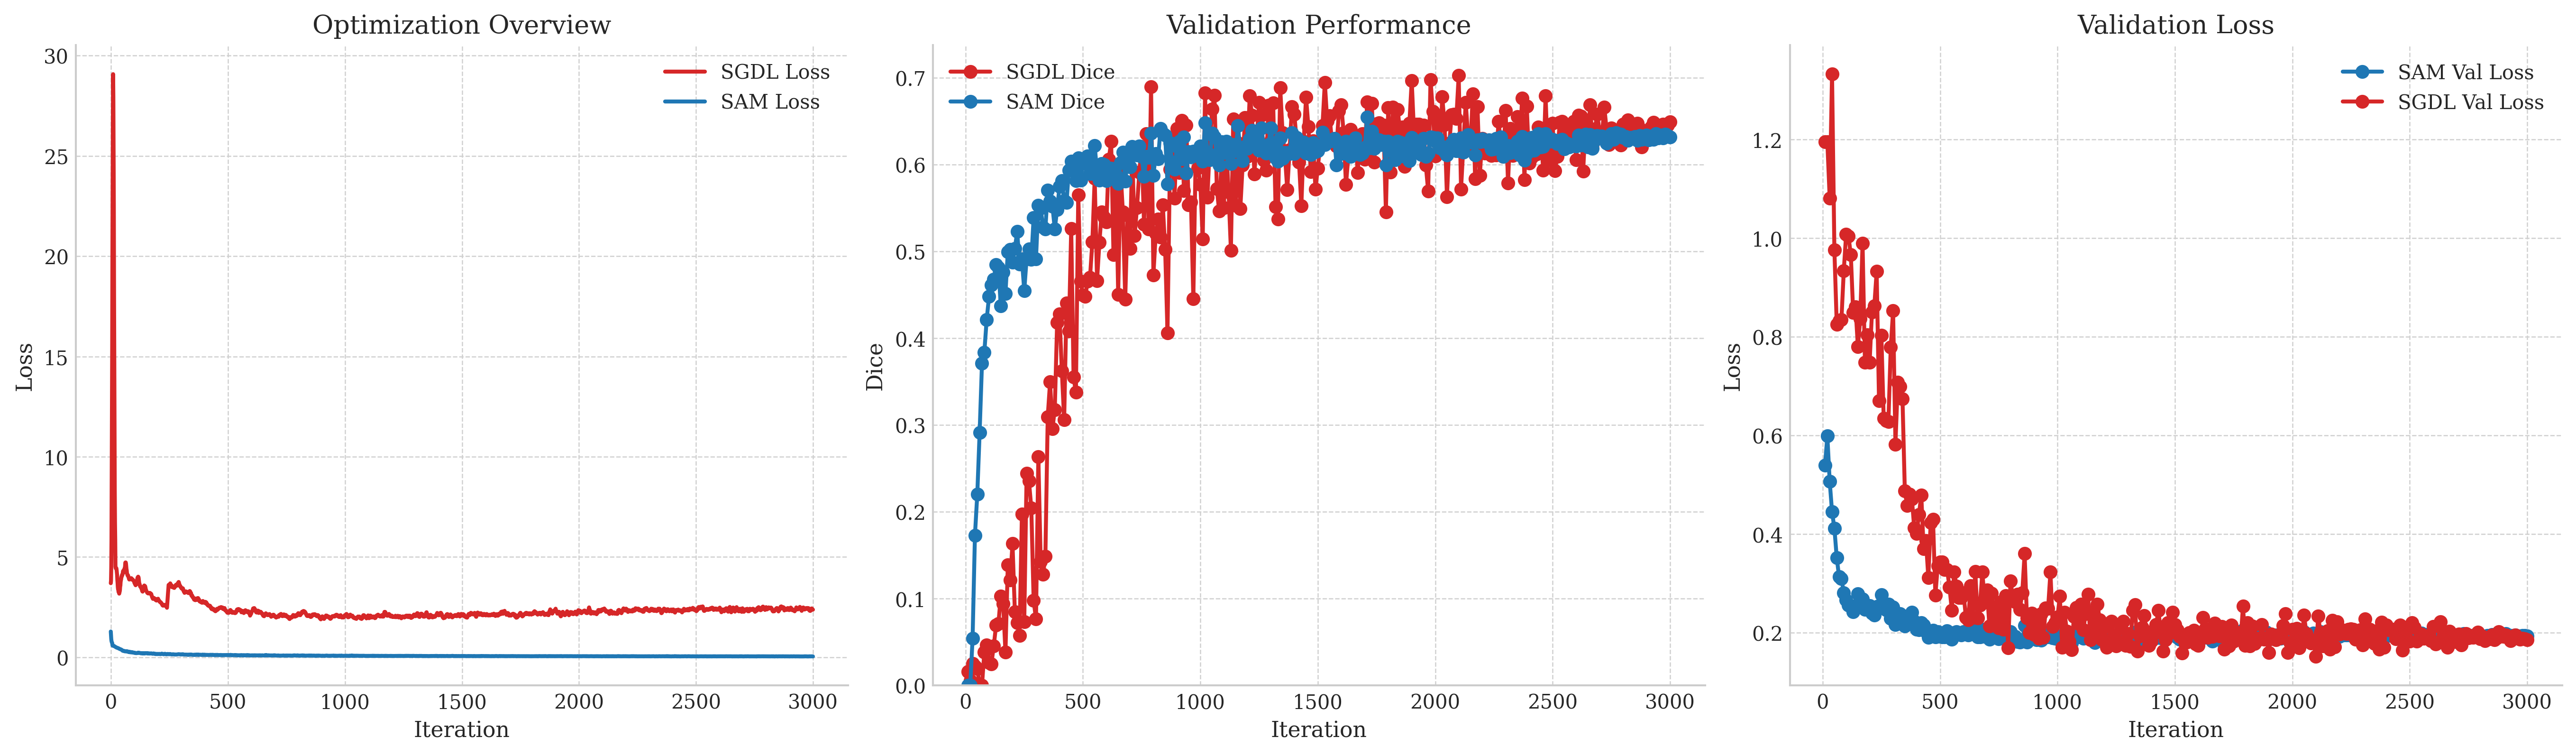 Optimization Overview
30
25
20
15
10
5
0
Loss
SGDL Loss
SAM Loss
0 500 1000 1500 2000 2500 3000
Iteration
Validation Performance
0.7
0.6
0.5
0.4
0.3
0.2
0.1
0.0
Dice
SGDL Dice
SAM Dice
0 500 1000 1500 2000 2500 3000
Iteration
Validation Loss
1.2
1.0
0.8
0.6
0.4
0.2
Loss
SAM Val Loss
SGDL Val Loss
0 500 1000 1500 2000 2500 3000
Iteration